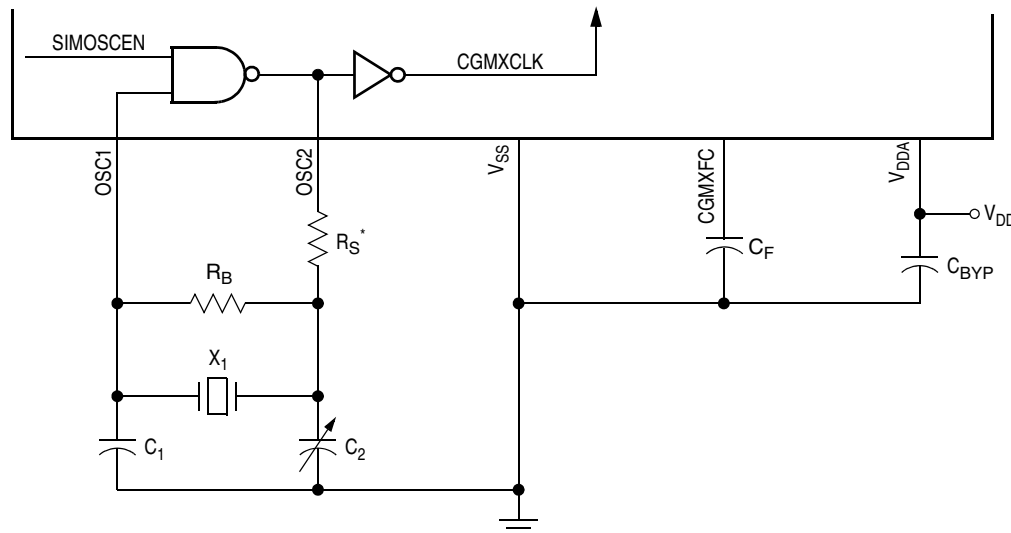 SIMOSCEN
CGMXCLK
OSC1
OSC2
VSS
CGMXFC
VDDA
VDD
RS*
CF
CBYP
RB
X1
C1
C2